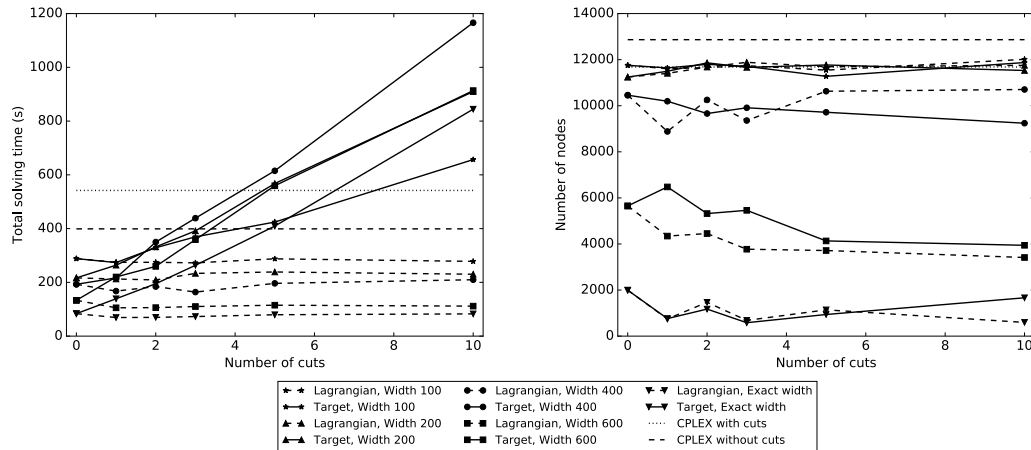 1200
1000
800
600
400
200
0
Total solving time (s)
0 2 4 6 8 10
Number of cuts
14000
12000
10000
8000
6000
4000
2000
0
Number of nodes
0 2 4 6 8 10
Number of cuts
Lagrangian, Width 100
Target, Width 100
Lagrangian, Width 200
Target, Width 200
Lagrangian, Width 400
Target, Width 400
Lagrangian, Width 600
Target, Width 600
Lagrangian, Exact width
Target, Exact width
CPLEX with cuts
CPLEX without cuts